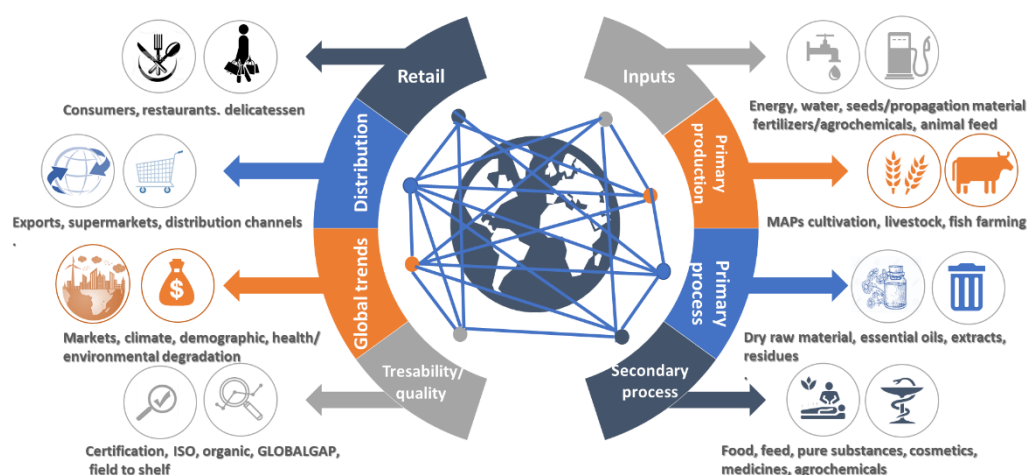 Retail
Consumers, restaurants. delicatessen
Distribution
Exports, supermarkets, distribution channels
.
Global trends
Markets, climate, demographic, health/
environmental degradation
Tresability/
quality
Certification, ISO, organic, GLOBALGAP,
field to shelf
Inputs
Energy, water, seeds/propagation material
fertilizers/agrochemicals, animal feed
Primary
production
MAPs cultivation, livestock, fish farming
Primary
process
Dry raw material, essential oils, extracts,
residues
.
Secondary
process
Food, feed, pure substances, cosmetics,
medicines, agrochemicals
$